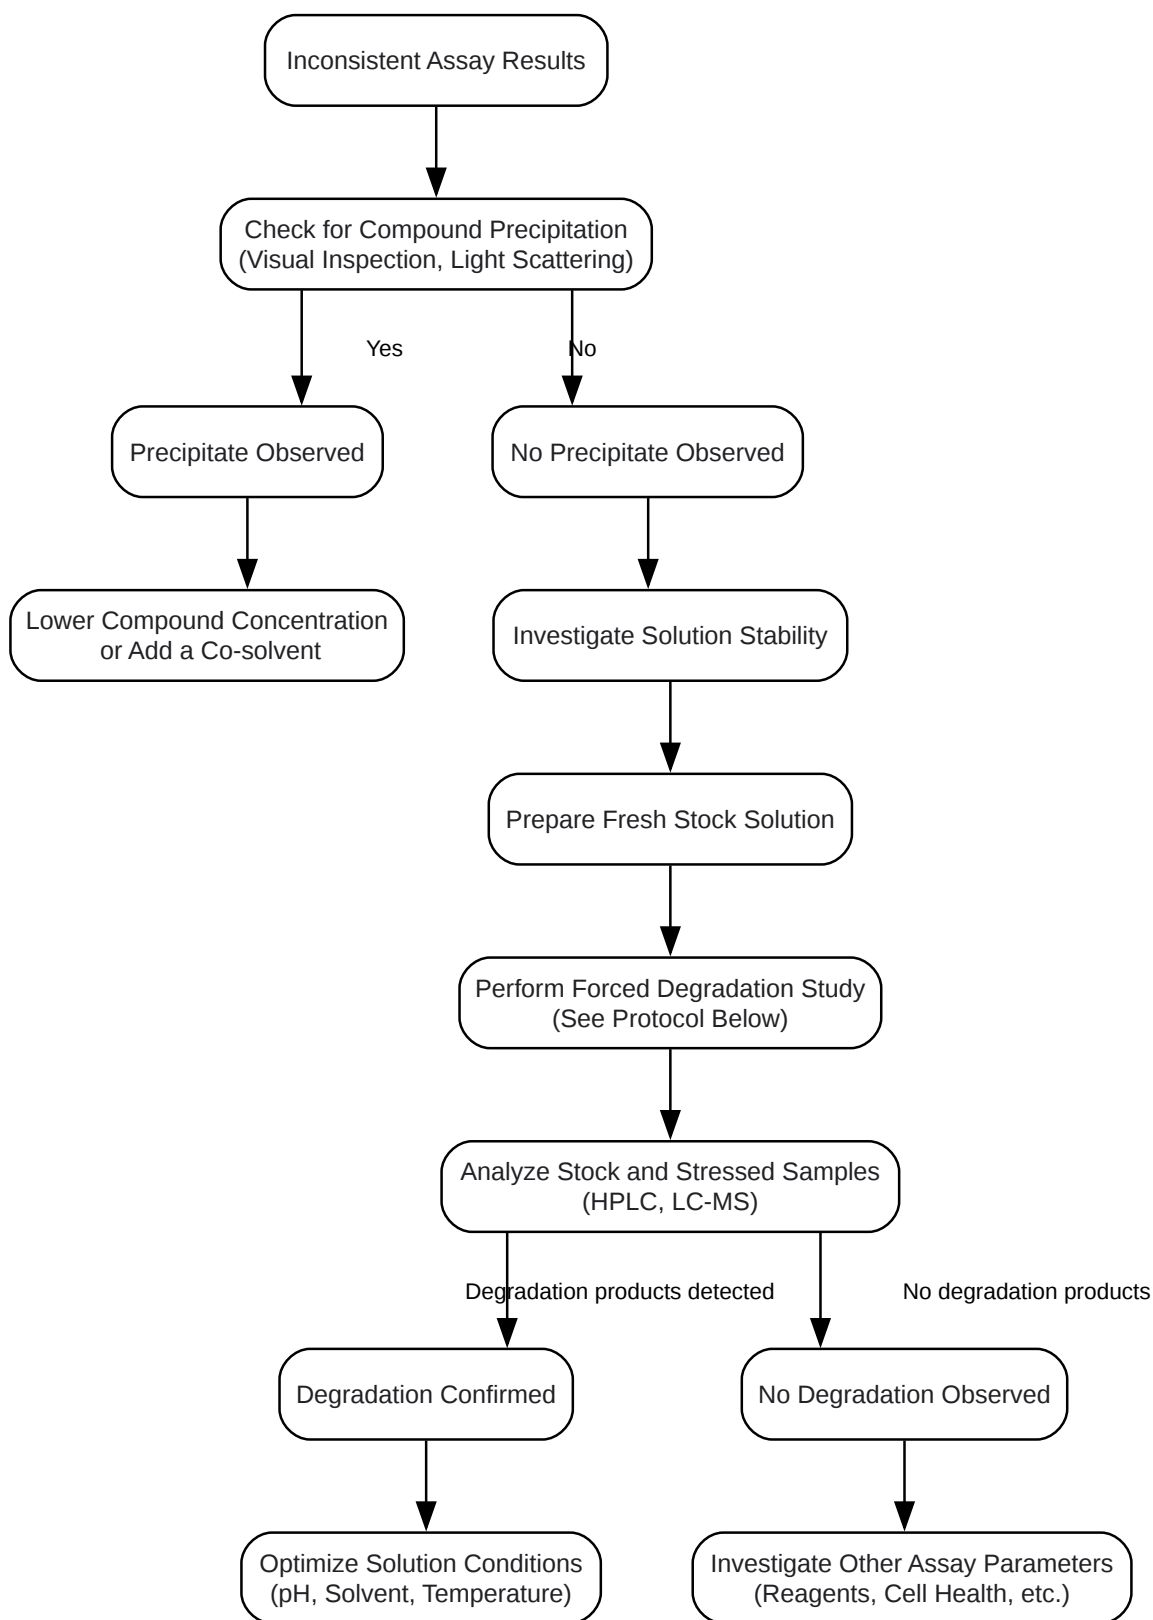 Inconsistent Assay Results
Check for Compound Precipitation
(Visual Inspection, Light Scattering)
Yes
No
Precipitate Observed
No Precipitate Observed
Lower Compound Concentration
or Add a Co-solvent
Investigate Solution Stability
Prepare Fresh Stock Solution
Perform Forced Degradation Study
(See Protocol Below)
Analyze Stock and Stressed Samples
(HPLC, LC-MS)
Degradation products detected
No degradation products
Degradation Confirmed
No Degradation Observed
Optimize Solution Conditions
(pH, Solvent, Temperature)
Investigate Other Assay Parameters
(Reagents, Cell Health, etc.)